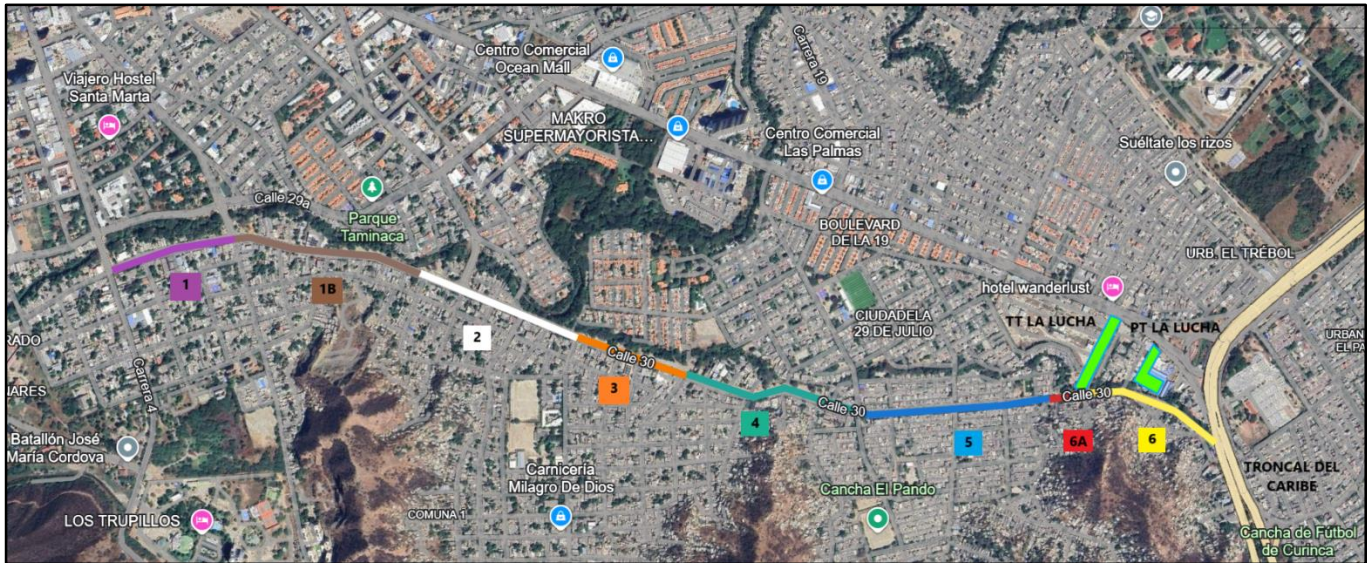 Centro Comercial
Ocean Mall
Carrera 19
Viajero Hostel
Santa Marta
MAKRO
SUPERMAYORISTA...
Centro Comercial
Las Palmas
Suéltate los rizos
Calle 29a
Parque
Taminaca
BOULEVARD
DE LA 19
URB. EL TRÉBOL
hotel wanderlust
1
1B
2
CIUDADELA
29 DE JULIO
TT LA LUCHA
PT LA LUCHA
URBAN
EL PA
RADO
Calle 30
3
NARES
Carrera 4
4
Calle 30
Calle 30
5
6A
6
Batallón José
María Cordova
Carnicería
Milagro De Dios
Cancha El Pando
TRONCAL DEL
CARIBE
LOS TRUPILLOS
COMUNA 1
Cancha de Fútbol
de Curinca